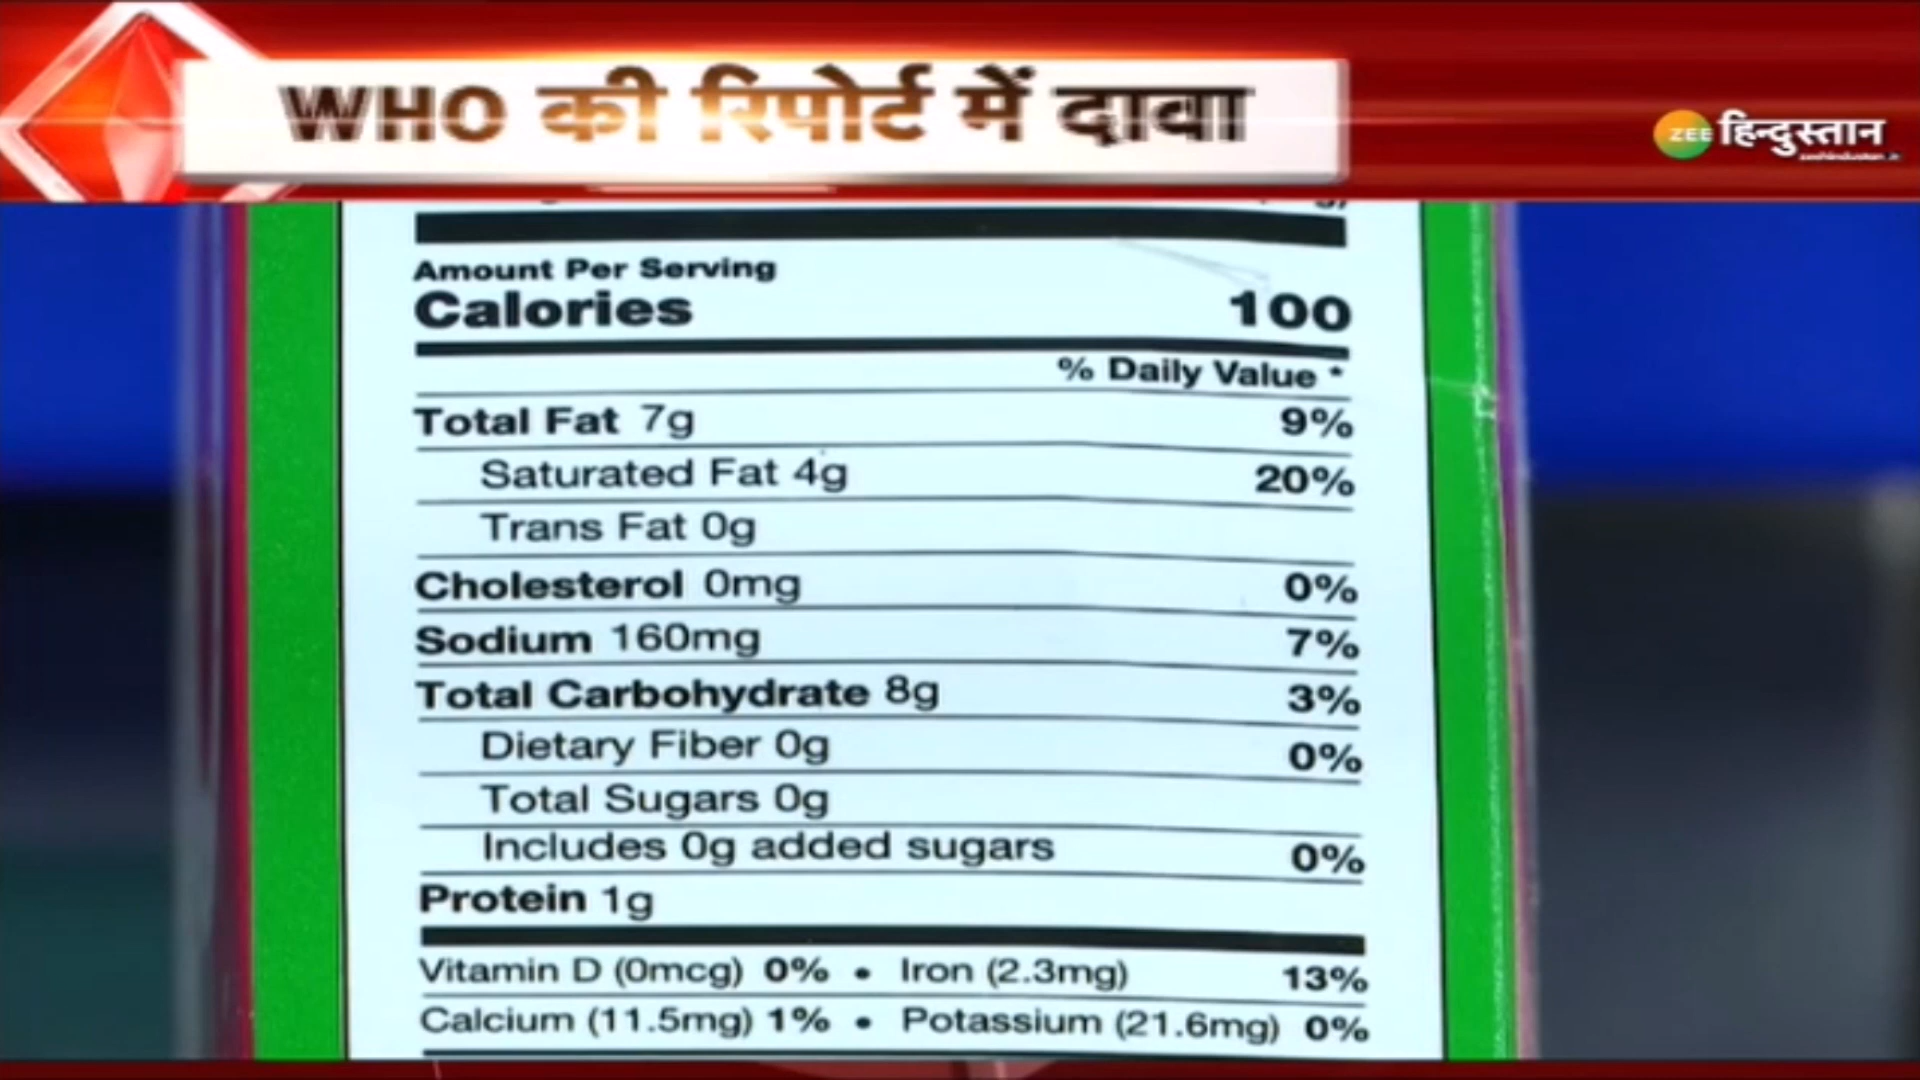 WHO की रिपोर्ट में दावा
ZEE हिन्दुस्तान
Amount Per Serving
Calories 100
% Daily Value *
Total Fat 7g 9%
Saturated Fat 4g 20%
Trans Fat 0g
Cholesterol 0mg 0%
Sodium 160mg 7%
Total Carbohydrate 8g 3%
Dietary Fiber 0g 0%
Total Sugars 0g
Includes 0g added sugars 0%
Protein 1g
Vitamin D (0mcg) 0% • Iron (2.3mg) 13%
Calcium (11.5mg) 1% • Potassium (21.6mg) 0%